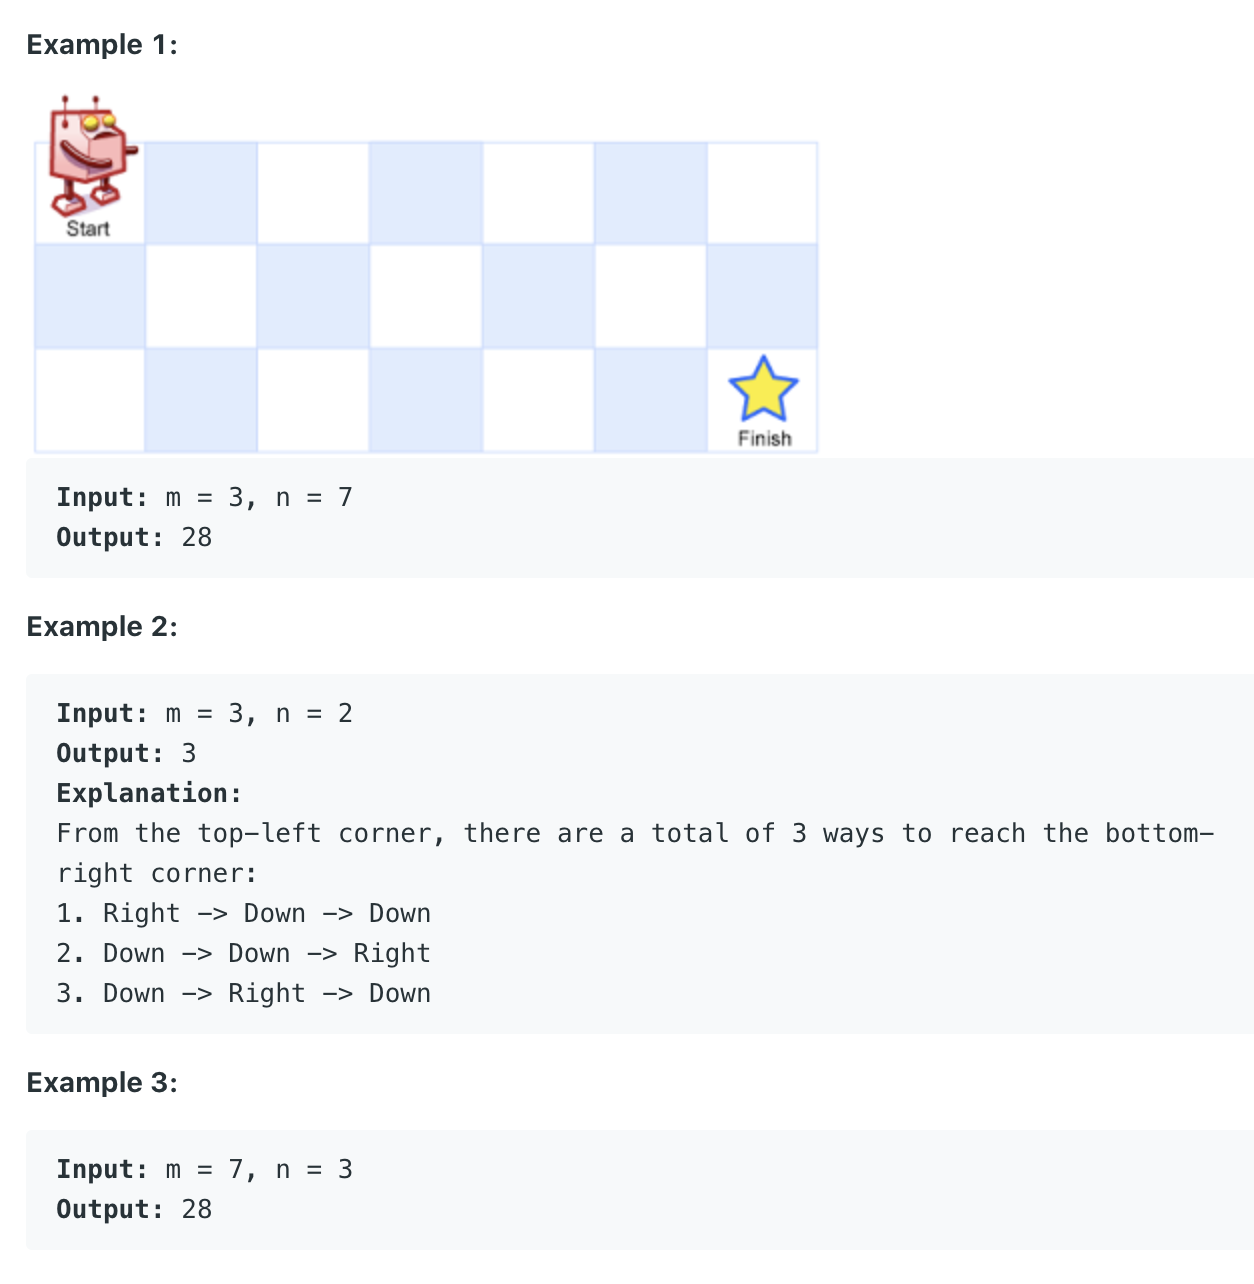 Example 1:
Start
Finish
Input: m = 3, n = 7
Output: 28
Example 2:
Input: m = 3, n = 2
Output: 3
Explanation:
From the top-left corner, there are a total of 3 ways to reach the bottom-
right corner:
1. Right -> Down -> Down
2. Down -> Down -> Right
3. Down -> Right -> Down
Example 3:
Input: m = 7, n = 3
Output: 28